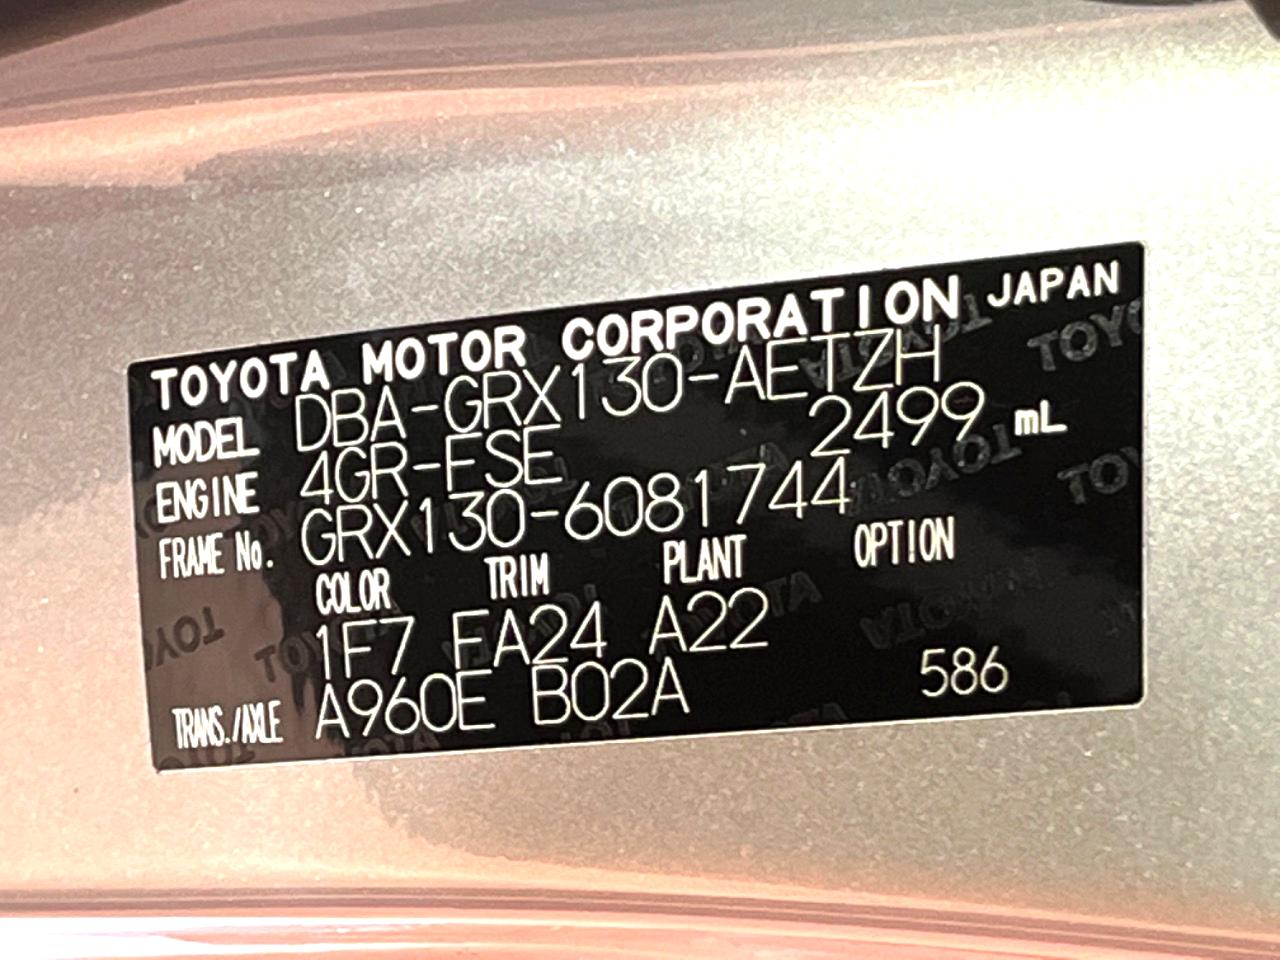 TOYOTA MOTOR CORPORATION JAPAN
MODEL DBA-GRX130-AETZH
ENGINE 4GR-FSE 2499 mL
FRAME No. GRX130-6081744
COLOR TRIM PLANT OPTION
1F7 FA24 A22
TRANS./AXLE A960E B02A 586